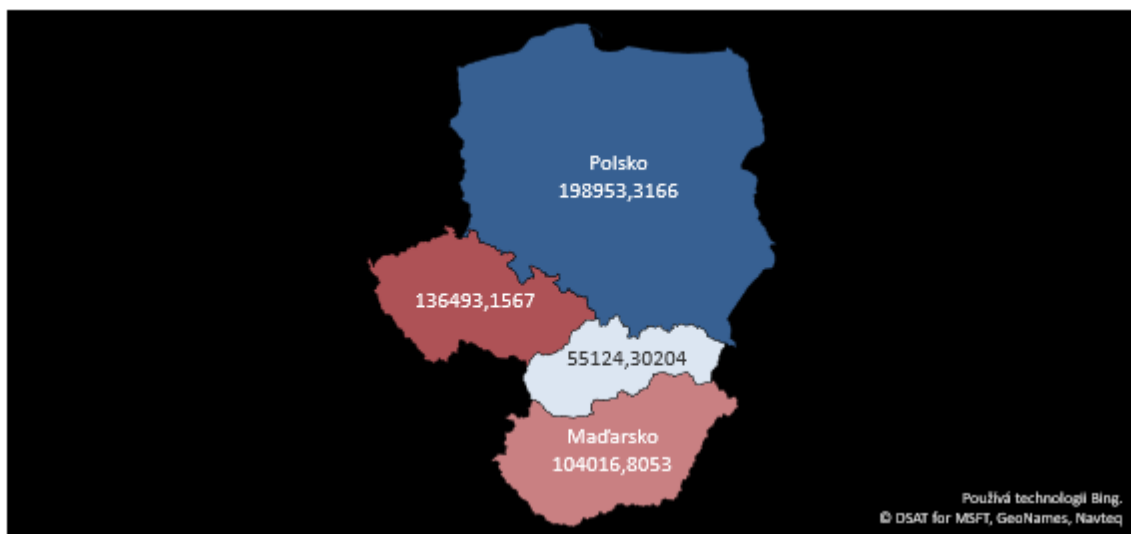 Polsko
198953,3166
136493,1567
55124,30204
Maďarsko
104016,8053
Používá technologii Bing.
© DSAT for MSFT, GeoNames, Navteq